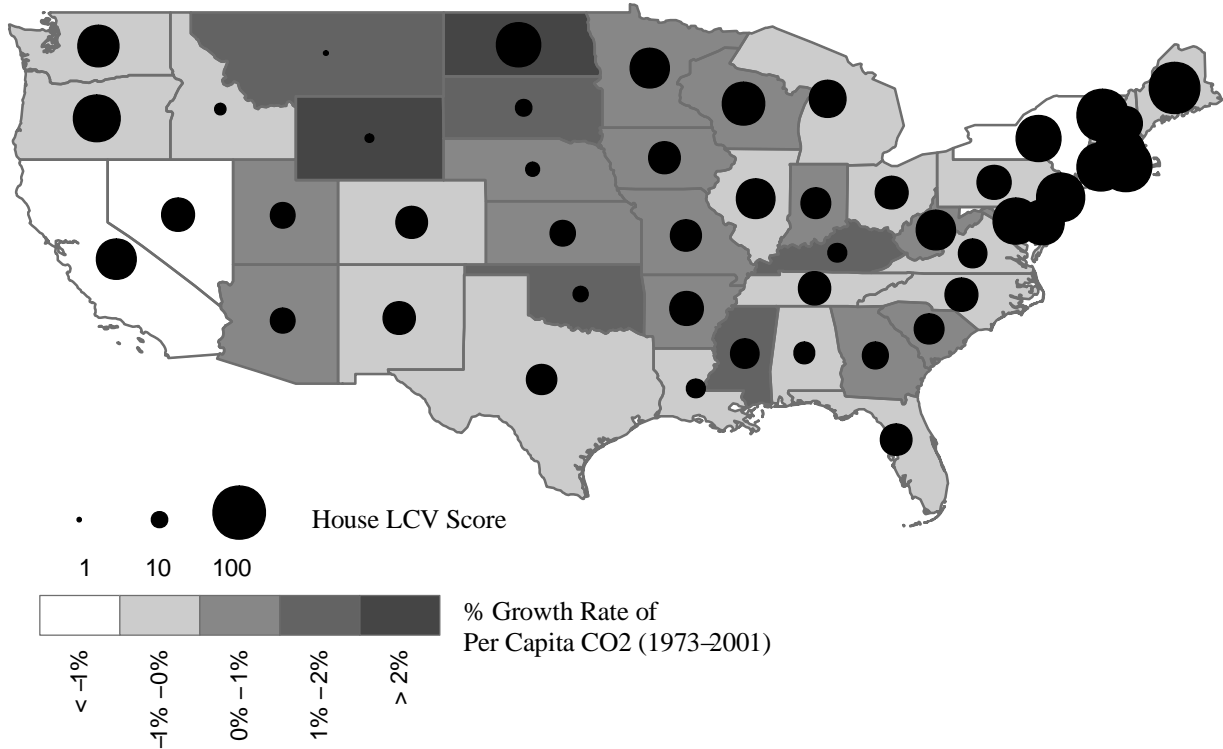 House LCV Score
1 10 100
% Growth Rate of
Per Capita CO2 (1973–2001)
< −1%
−1% −0%
0% −1%
1% −2%
> 2%